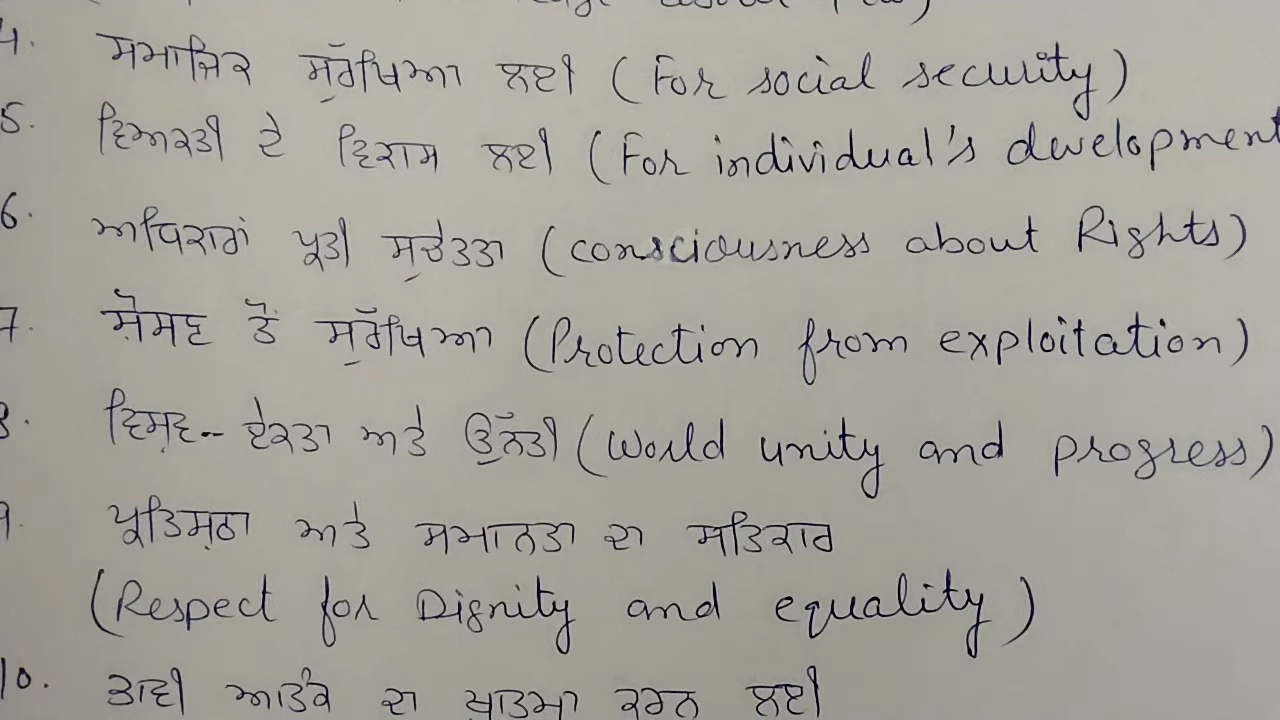 4. ਸਮਾਜਿਕ ਸੁਰੱਖਿਆ ਲਈ (For social security)
5. ਵਿਅਕਤੀ ਦੇ ਵਿਕਾਸ ਲਈ (For individual's development
6. ਅਧਿਕਾਰਾਂ ਪ੍ਰਤੀ ਸੁਚੇਤਤਾ (consciousness about Rights)
7. ਸ਼ੋਸਣ ਤੋਂ ਸੁਰੱਖਿਆ (Protection from exploitation)
8. ਵਿਸ਼ਵ-ਏਕਤਾ ਅਤੇ ਉੱਨਤੀ (World unity and progress)
9. ਪ੍ਰਤਿਸ਼ਠਾ ਅਤੇ ਸਮਾਨਤਾ ਦਾ ਸਤਿਕਾਰ
(Respect for Dignity and equality)
10. ਭਾਵੀ ਆਤੰਕ ਦਾ ਖ਼ਾਤਮਾ ਕਰਨ ਲਈ